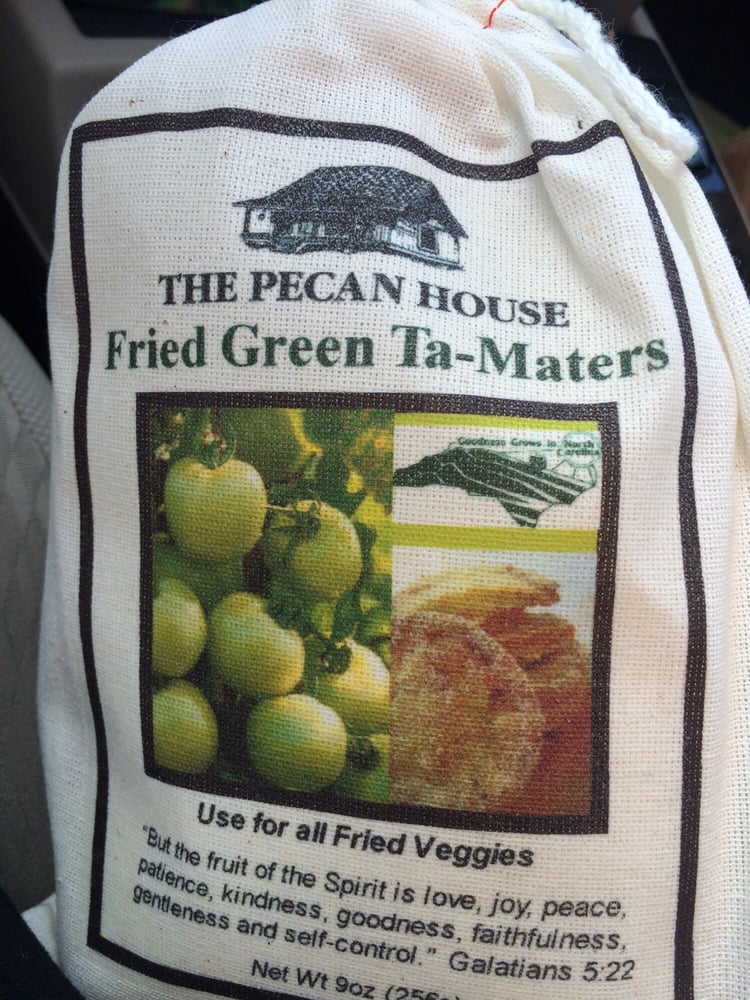 THE PECAN HOUSE
Fried Green Ta-Maters
Goodness Grows in North
Carolina
Use for all Fried Veggies
"But the fruit of the Spirit is love, joy, peace,
patience, kindness, goodness, faithfulness,
gentleness and self-control." Galatians 5:22
Net Wt 9oz (256g)